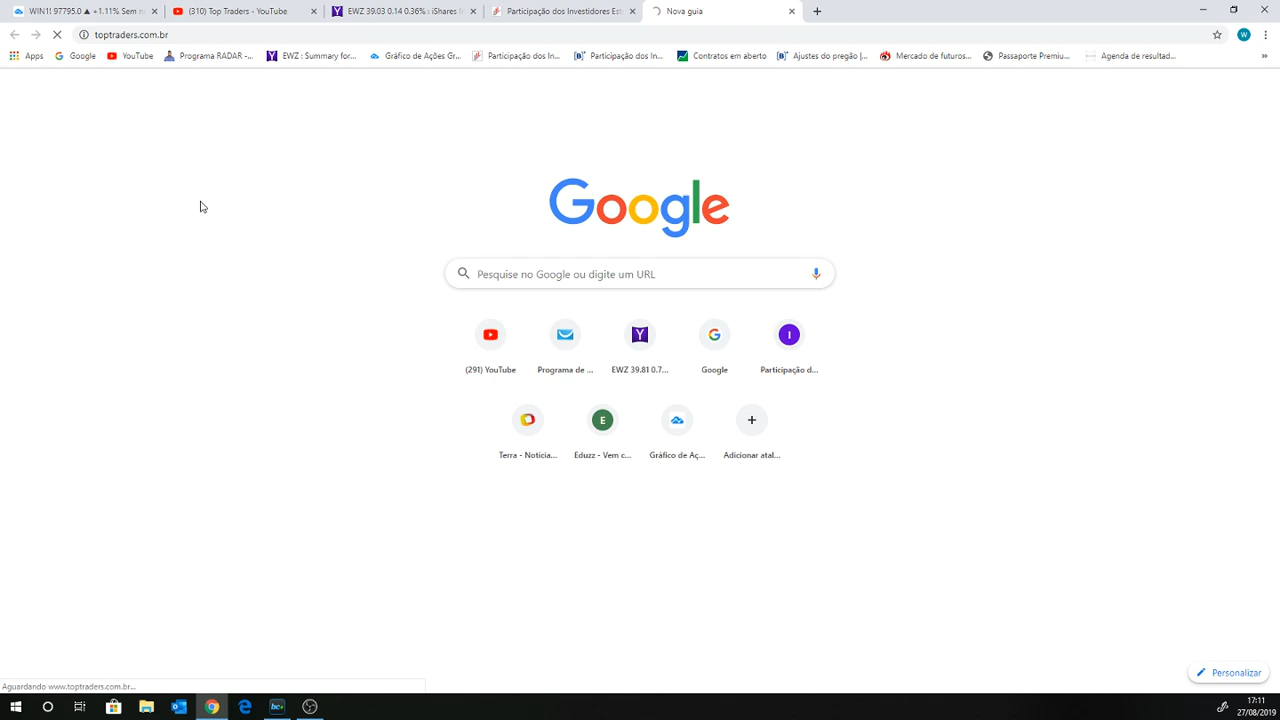 WIN1! 97795.0 ▲ +1.11% Sem n
(310) Top Traders - YouTube
EWZ 39.03 0.14 0.36% : iShares In
Participação dos Investidores Est
Nova guia
toptraders.com.br
W
Apps
Google
YouTube
Programa RADAR -...
EWZ : Summary for...
Gráfico de Ações Gr...
Participação dos In...
Participação dos In...
Contratos em aberto
Ajustes do pregão |...
Mercado de futuros...
Passaporte Premiu...
Agenda de resultad...
»
Google
Pesquise no Google ou digite um URL
(291) YouTube
Programa de ...
EWZ 39.81 0.7...
Google
Participação d...
Terra - Notícia...
Eduzz - Vem c...
Gráfico de Aç...
Adicionar atal...
Personalizar
Aguardando www.toptraders.com.br...
17:11
27/08/2019